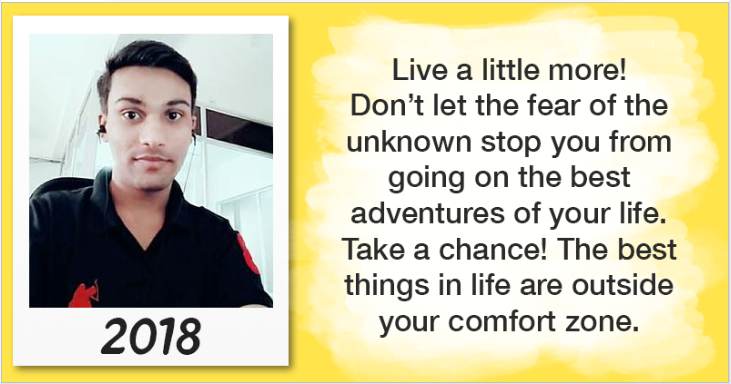 Live a little more!
Don’t let the fear of the
unknown stop you from
going on the best
adventures of your life.
Take a chance! The best
things in life are outside
your comfort zone.
2018